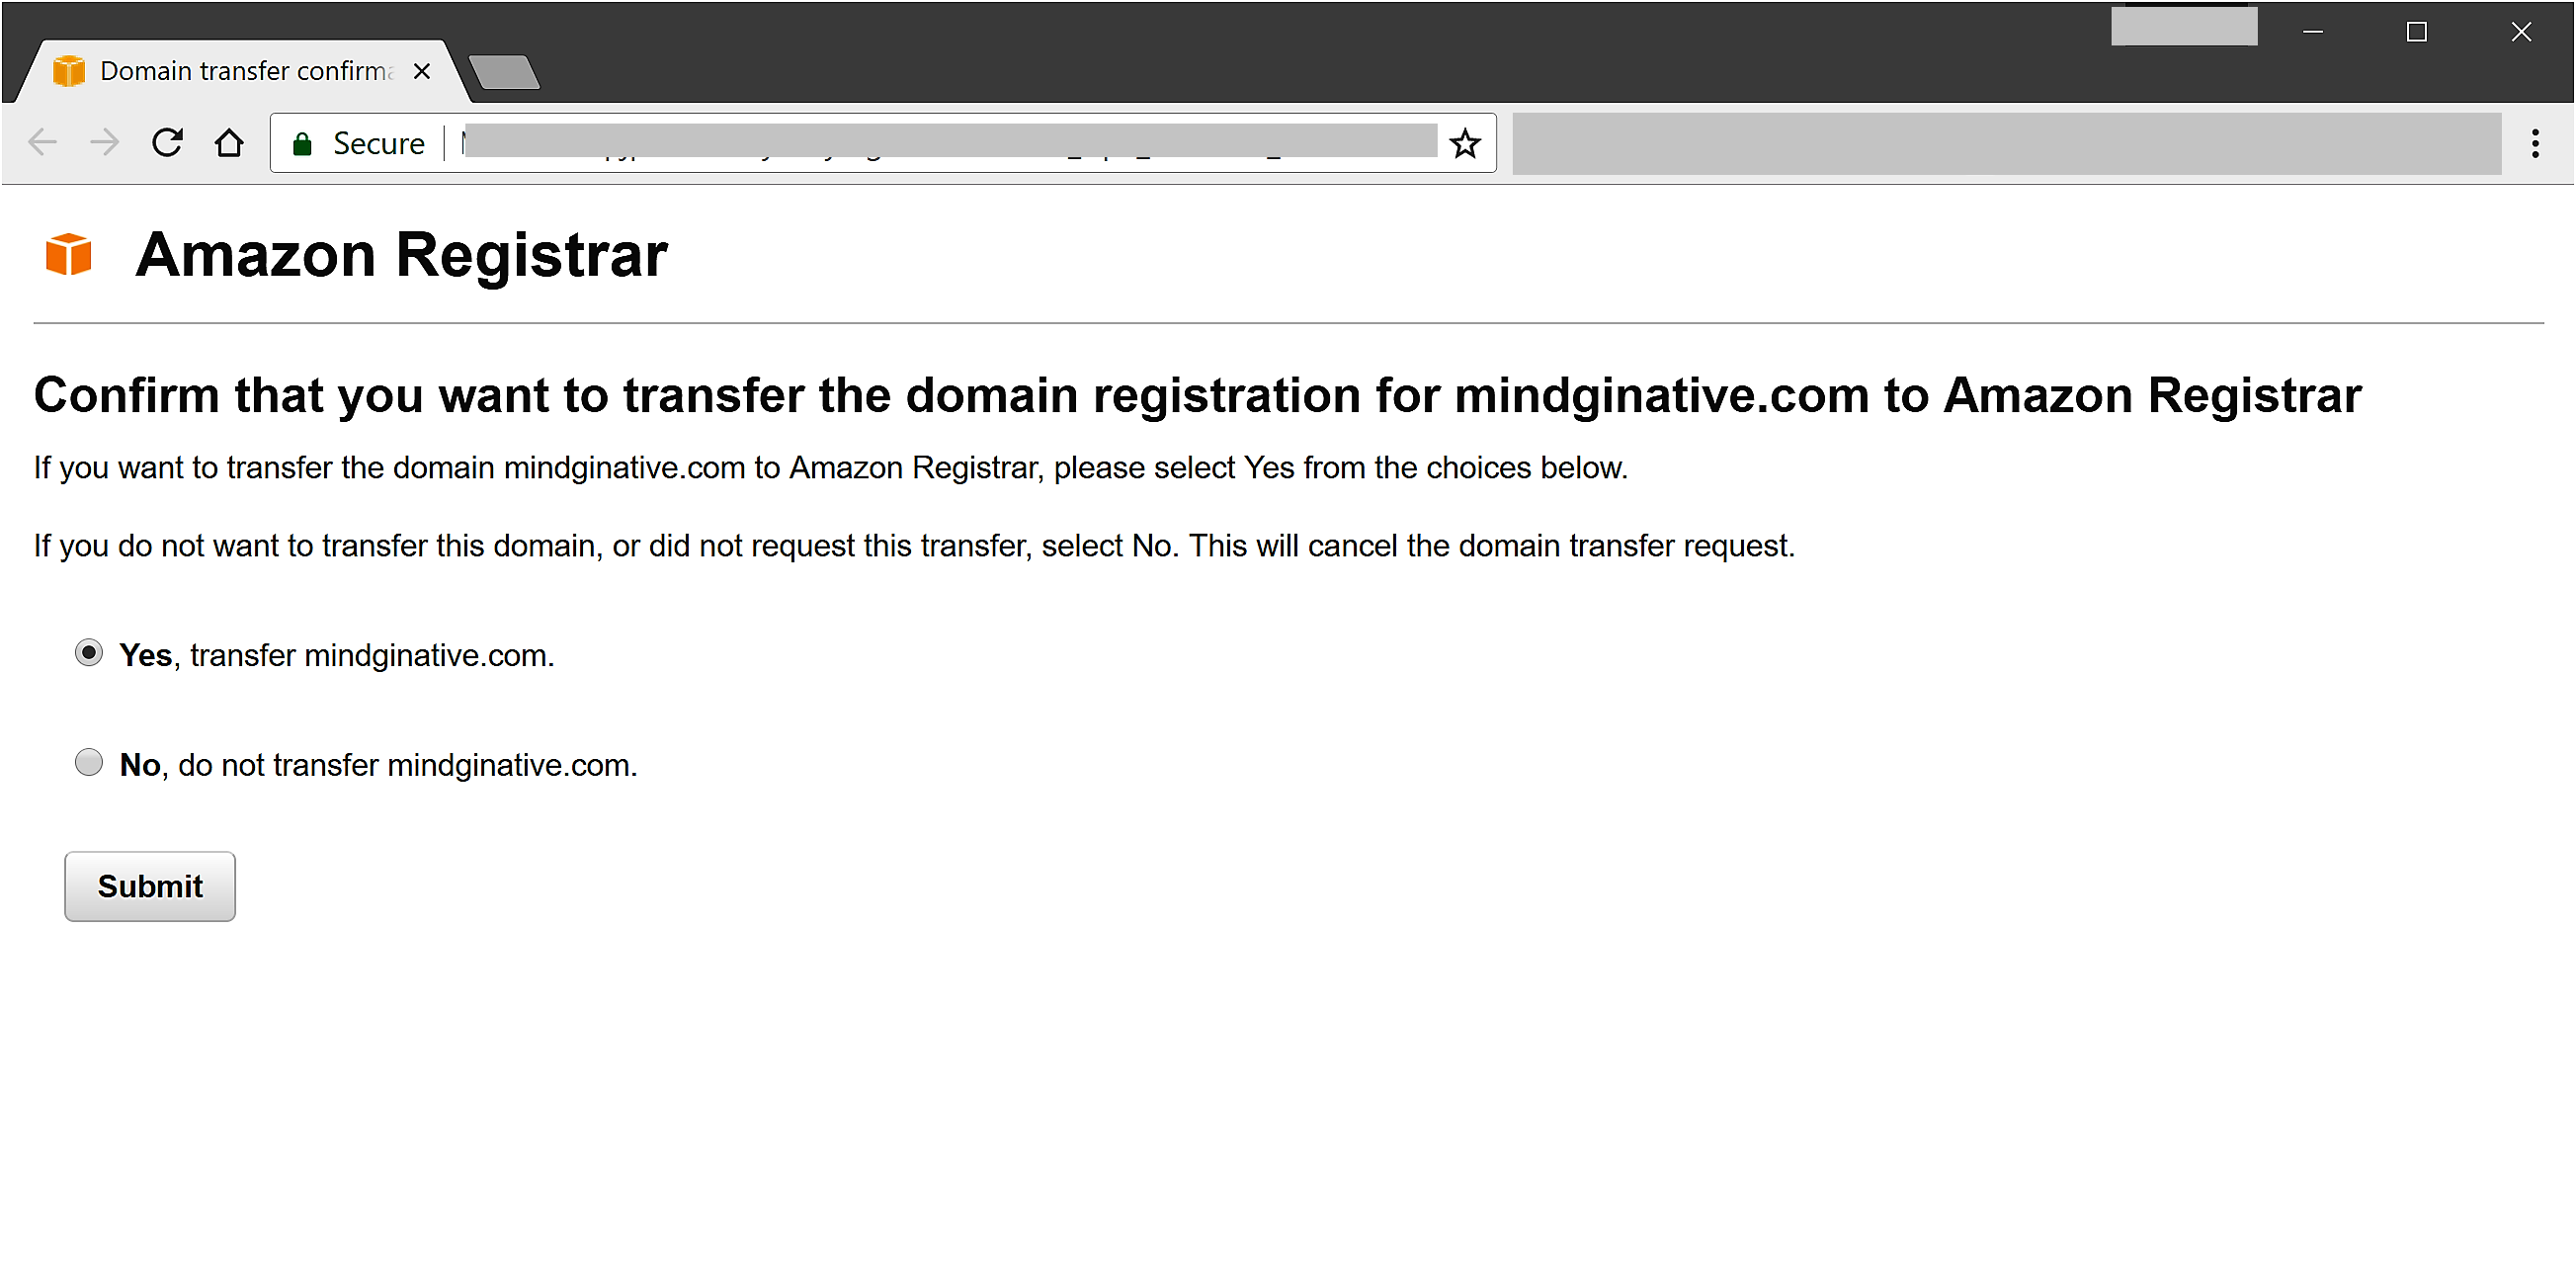 Domain transfer confirma
Secure
Amazon Registrar
Confirm that you want to transfer the domain registration for mindginative.com to Amazon Registrar
If you want to transfer the domain mindginative.com to Amazon Registrar, please select Yes from the choices below.
If you do not want to transfer this domain, or did not request this transfer, select No. This will cancel the domain transfer request.
Yes, transfer mindginative.com.
No, do not transfer mindginative.com.
Submit